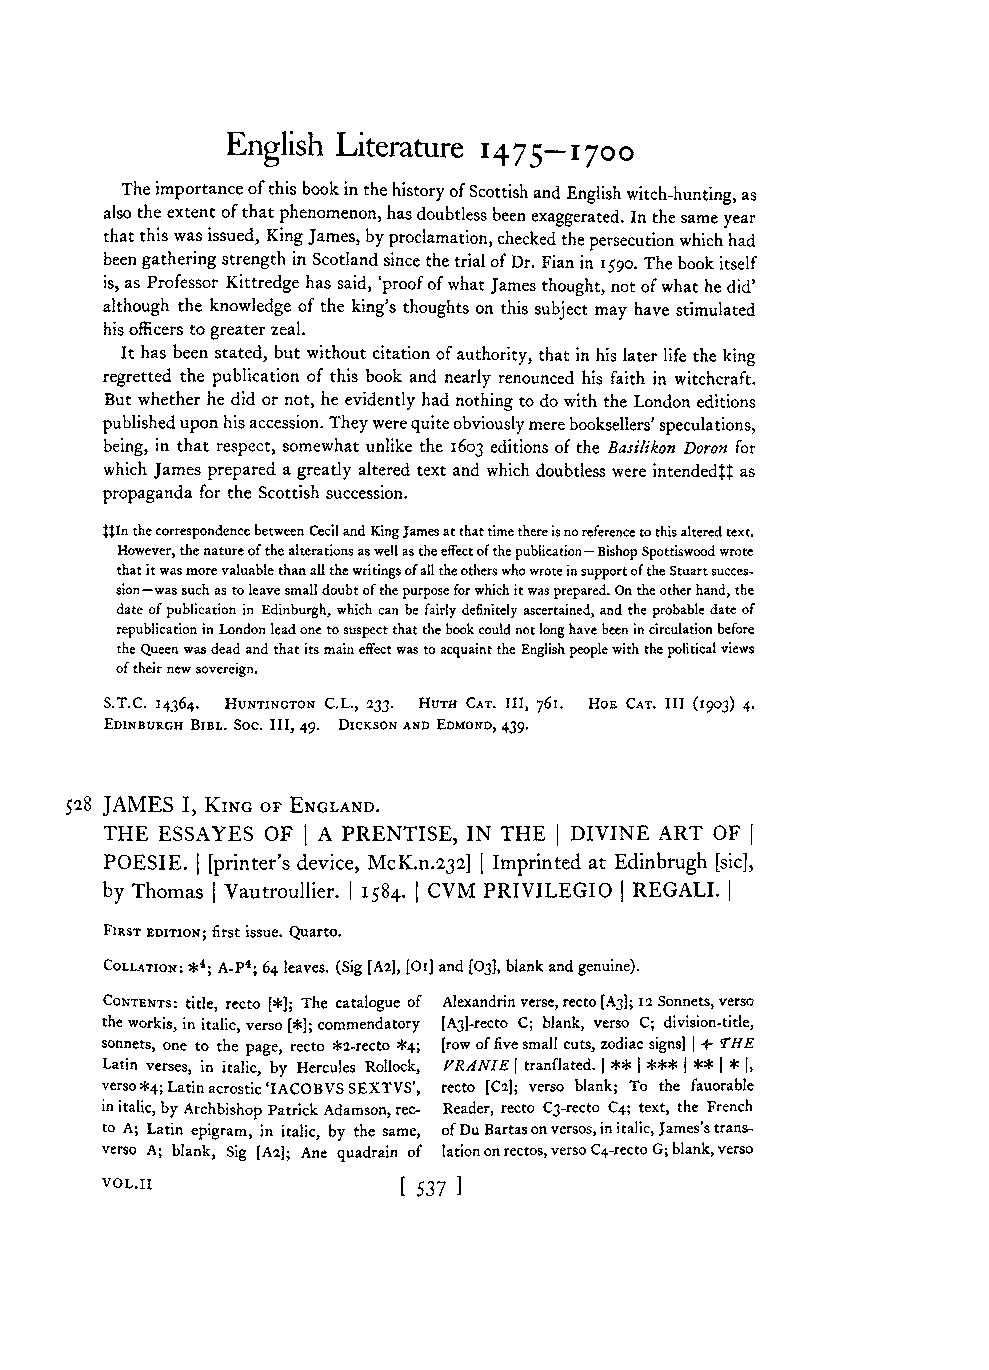 English Literature 1475—1700
The importance of this book in the history of Scottish and English witch-hunting, as
also the extent of that phenomenon, has doubtless been exaggerated. In the same year
that this was issued, King James, by proclamation, checked the persecution which had
been gathering strength in Scotland since the trial of Dr. Fian in 1590. The book itself
is, as Professor Kittredge has said, 'proof of what James thought, not of what he did'
although the knowledge of the king's thoughts on this subject may have stimulated
his officers to greater zeal.
It has been stated, but without citation of authority, that in his later life the king
regretted the publication of this book and nearly renounced his faith in witchcraft.
But whether he did or not, he evidently had nothing to do with the London editions
published upon his accession. They were quite obviously mere booksellers' speculations,
being, in that respect, somewhat unlike the 1603 editions of the Basilikon Doron for
which James prepared a greatly altered text and which doubtless were intended‡‡ as
propaganda for the Scottish succession.
‡‡In the correspondence between Cecil and King James at that time there is no reference to this altered text.
However, the nature of the alterations as well as the effect of the publication—Bishop Spottiswood wrote
that it was more valuable than all the writings of all the others who wrote in support of the Stuart succes-
sion—was such as to leave small doubt of the purpose for which it was prepared. On the other hand, the
date of publication in Edinburgh, which can be fairly definitely ascertained, and the probable date of
republication in London lead one to suspect that the book could not long have been in circulation before
the Queen was dead and that its main effect was to acquaint the English people with the political views
of their new sovereign.
S.T.C. 14364. HUNTINGTON C.L., 233. HUTH CAT. III, 761. HOE CAT. III (1903) 4.
EDINBURGH BIBL. SOC. III, 49. DICKSON AND EDMOND, 439.
528 JAMES I, KING OF ENGLAND.
THE ESSAYES OF | A PRENTISE, IN THE | DIVINE ART OF |
POESIE. | [printer's device, McK.n.232] | Imprinted at Edinbrugh [sic],
by Thomas | Vautroullier. | 1584. | CVM PRIVILEGIO | REGALI. |
FIRST EDITION; first issue. Quarto.
COLLATION: *⁴; A-P⁴; 64 leaves. (Sig [A2], [O1] and [O3], blank and genuine).
CONTENTS: title, recto [*]; The catalogue of
the workis, in italic, verso [*]; commendatory
sonnets, one to the page, recto *2-recto *4;
Latin verses, in italic, by Hercules Rollock,
verso *4; Latin acrostic 'IACOBVS SEXTVS',
in italic, by Archbishop Patrick Adamson, rec-
to A; Latin epigram, in italic, by the same,
verso A; blank, Sig [A2]; Ane quadrain of
Alexandrin verse, recto [A3]; 12 Sonnets, verso
[A3]-recto C; blank, verso C; division-title,
[row of five small cuts, zodiac signs] | + THE
VRANIE | tranſlated. | ** | *** | ** | * |,
recto [C2]; verso blank; To the fauorable
Reader, recto C3-recto C4; text, the French
of Du Bartas on versos, in italic, James's trans-
lation on rectos, verso C4-recto G; blank, verso
VOL.II
[ 537 ]